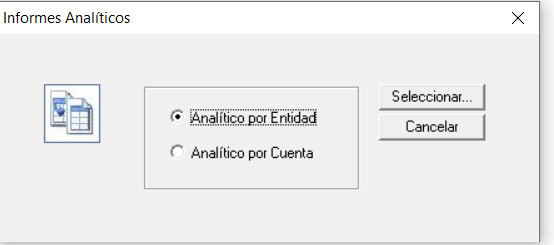 Informes Analíticos
Seleccionar...
Analítico por Entidad
Cancelar
Analítico por Cuenta